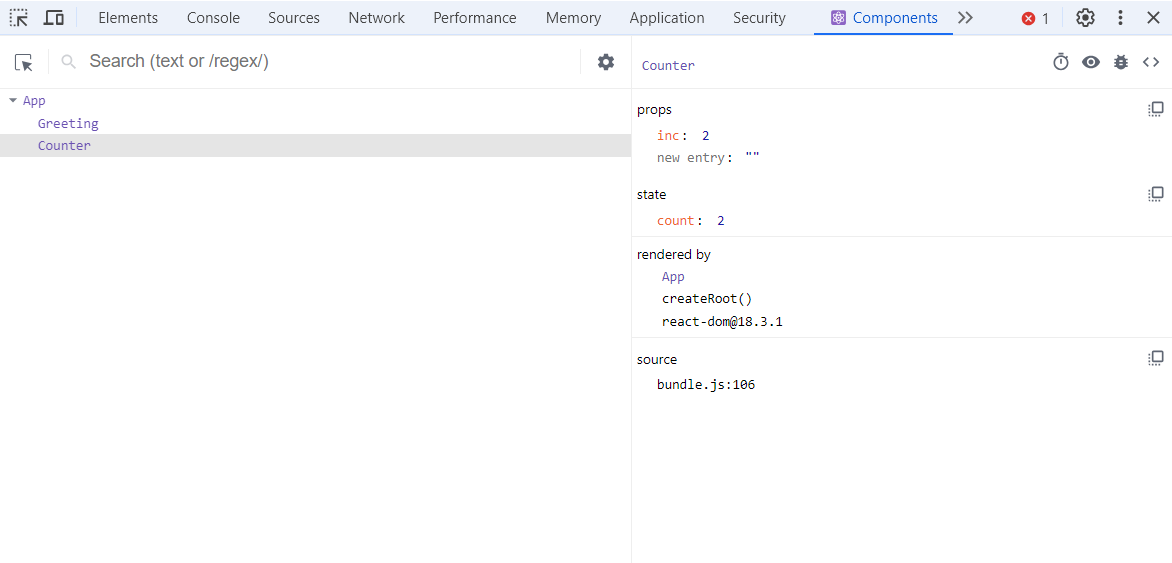 Elements Console Sources Network Performance Memory Application Security Components 1
Search (text or /regex/)
App
Greeting
Counter
Counter
props
inc: 2
new entry: ""
state
count: 2
rendered by
App
createRoot()
react-dom@18.3.1
source
bundle.js:106